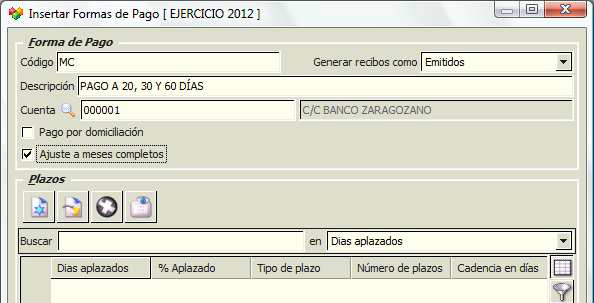 Insertar Formas de Pago [ EJERCICIO 2012 ]
Forma de Pago
Código MC Generar recibos como Emitidos
Descripción PAGO A 20, 30 Y 60 DÍAS
Cuenta 000001 C/C BANCO ZARAGOZANO
Pago por domiciliación
Ajuste a meses completos
Plazos
Buscar en Dias aplazados
Dias aplazados % Aplazado Tipo de plazo Número de plazos Cadencia en días